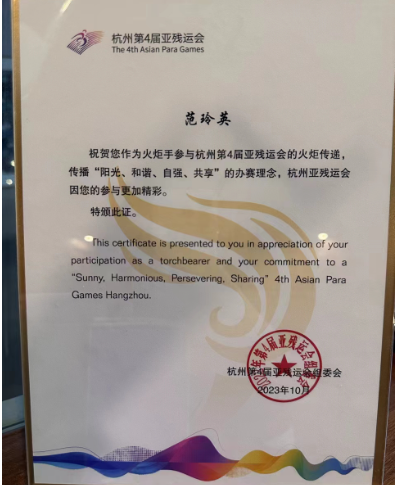 杭州第4届亚残运会
The 4th Asian Para Games
范玲英
祝贺您作为火炬手参与杭州第4届亚残运会的火炬传递，
传播“阳光、和谐、自强、共享”的办赛理念，杭州亚残运会
因您的参与更加精彩。
特颁此证。
This certificate is presented to you in appreciation of your
participation as a torchbearer and your commitment to a
"Sunny, Harmonious, Persevering, Sharing" 4th Asian Para
Games Hangzhou.
杭州第4届亚残运会组委会
2023年10月